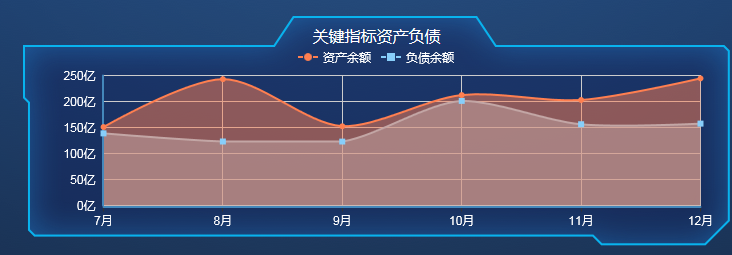 关键指标资产负债
资产余额 负债余额
250亿
200亿
150亿
100亿
50亿
0亿
7月 8月 9月 10月 11月 12月